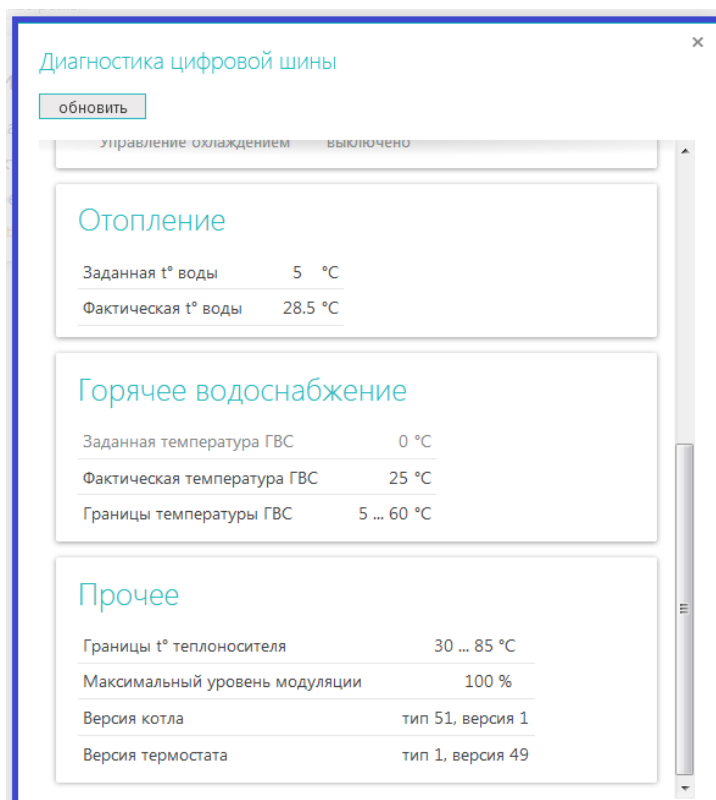 Диагностика цифровой шины
обновить
Управление охлаждением выключено
Отопление
Заданная t° воды 5 °C
Фактическая t° воды 28.5 °C
Горячее водоснабжение
Заданная температура ГВС 0 °C
Фактическая температура ГВС 25 °C
Границы температуры ГВС 5 ... 60 °C
Прочее
Границы t° теплоносителя 30 ... 85 °C
Максимальный уровень модуляции 100 %
Версия котла тип 51, версия 1
Версия термостата тип 1, версия 49